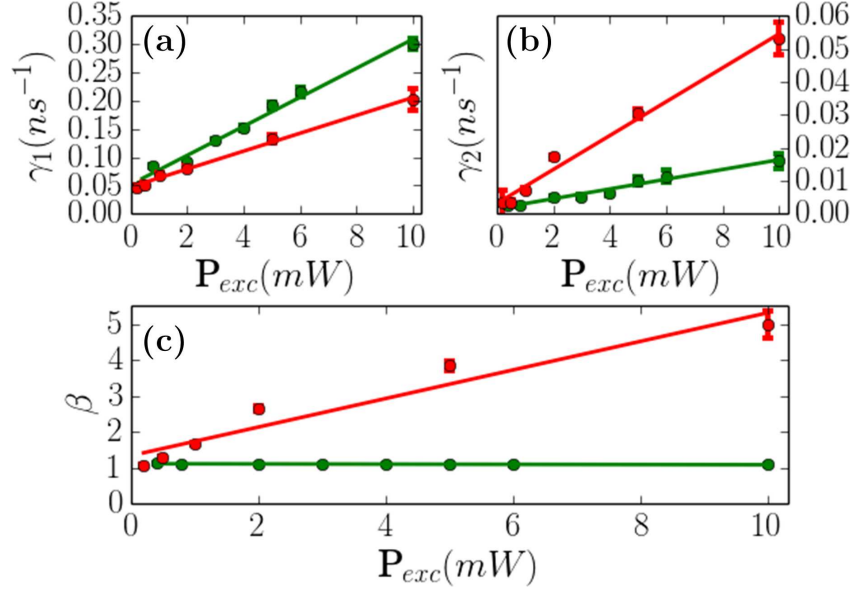 0.35
0.30
0.25
0.20
0.15
0.10
0.05
0.00
γ₁(ns⁻¹)
(a)
0 2 4 6 8 10
P_exc(mW)
(b)
γ₂(ns⁻¹)
0.06
0.05
0.04
0.03
0.02
0.01
0.00
0 2 4 6 8 10
P_exc(mW)
(c)
5
4
3
2
1
0
β
0 2 4 6 8 10
P_exc(mW)